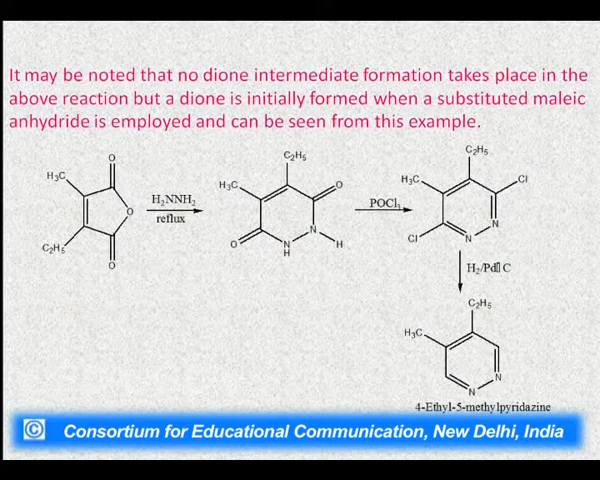 It may be noted that no dione intermediate formation takes place in the
above reaction but a dione is initially formed when a substituted maleic
anhydride is employed and can be seen from this example.
H₃C
C₂H₅
O
O
O
H₂NNH₂
reflux
C₂H₅
H₃C
O
O
N
H
N
H
POCl₃
C₂H₅
H₃C
Cl
Cl
N
N
H₂/Pd▯ C
C₂H₅
H₃C
N
N
4-Ethyl-5-methylpyridazine
© Consortium for Educational Communication, New Delhi, India